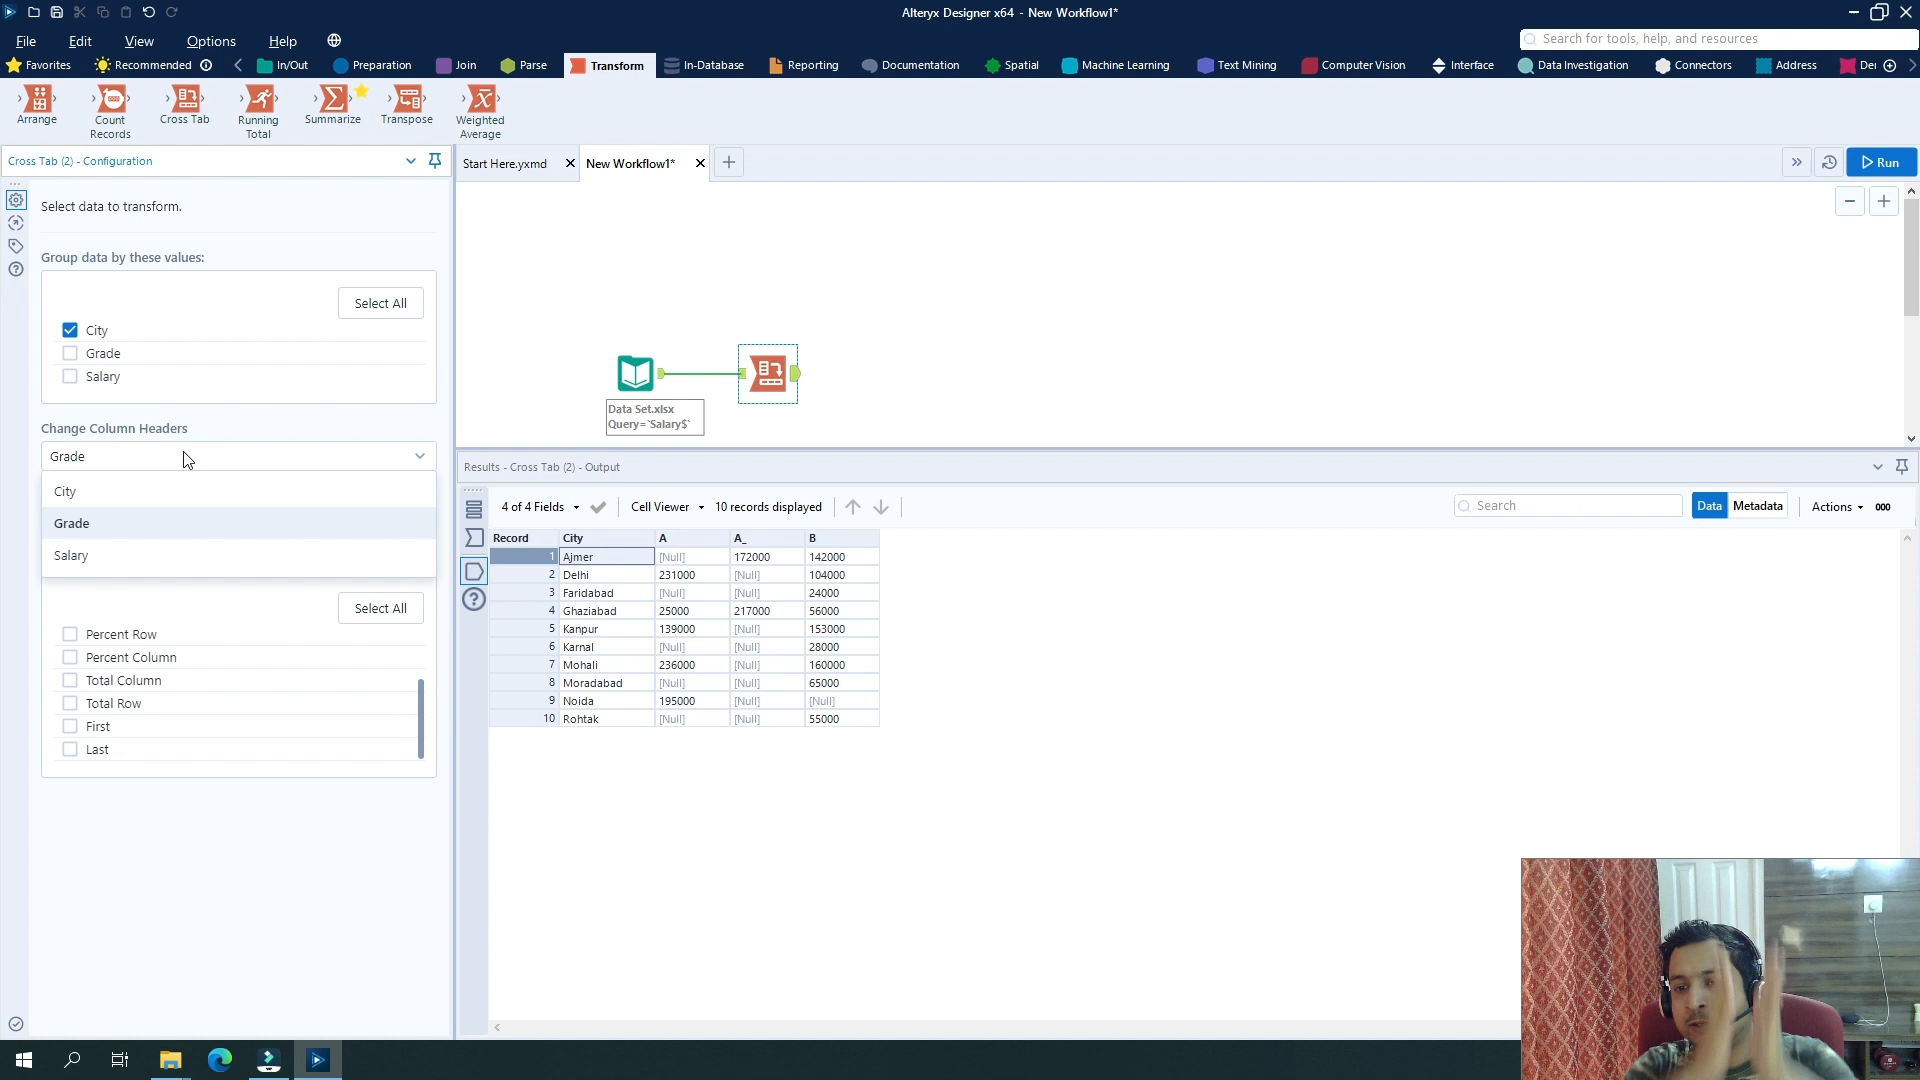 Alteryx Designer x64 - New Workflow1*
File Edit View Options Help
Search for tools, help, and resources
Favorites Recommended In/Out Preparation Join Parse Transform In-Database Reporting Documentation Spatial Machine Learning Text Mining Computer Vision Interface Data Investigation Connectors Address De
Arrange
Count Records
Cross Tab
Running Total
Summarize
Transpose
Weighted Average
Cross Tab (2) - Configuration
Start Here.yxmd
New Workflow1*
Run
Select data to transform.
Group data by these values:
Select All
City
Grade
Salary
Change Column Headers
Grade
City
Grade
Salary
Select All
Percent Row
Percent Column
Total Column
Total Row
First
Last
Data Set.xlsx
Query=`Salary$`
Results - Cross Tab (2) - Output
4 of 4 Fields Cell Viewer 10 records displayed Search Data Metadata Actions 000
Record City A A_ B
1 Ajmer [Null] 172000 142000
2 Delhi 231000 [Null] 104000
3 Faridabad [Null] [Null] 24000
4 Ghaziabad 25000 217000 56000
5 Kanpur 139000 [Null] 153000
6 Karnal [Null] [Null] 28000
7 Mohali 236000 [Null] 160000
8 Moradabad [Null] [Null] 65000
9 Noida 195000 [Null] [Null]
10 Rohtak [Null] [Null] 55000